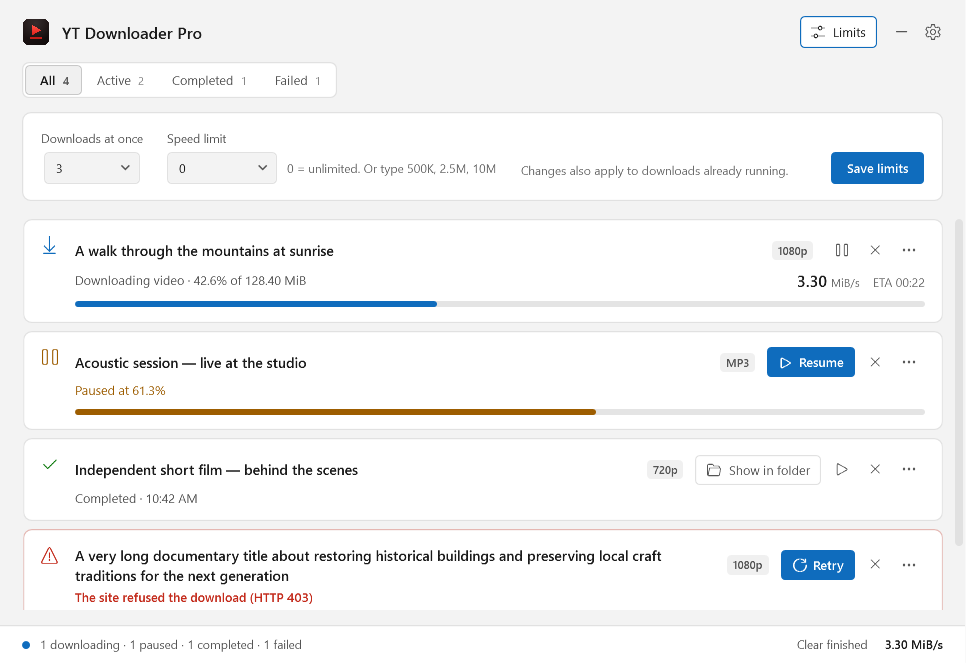 YT Downloader Pro
Limits
All 4
Active 2
Completed 1
Failed 1
Downloads at once
Speed limit
3
0
0 = unlimited. Or type 500K, 2.5M, 10M
Changes also apply to downloads already running.
Save limits
A walk through the mountains at sunrise
1080p
Downloading video · 42.6% of 128.40 MiB
3.30 MiB/s
ETA 00:22
Acoustic session — live at the studio
MP3
Resume
Paused at 61.3%
Independent short film — behind the scenes
720p
Show in folder
Completed · 10:42 AM
A very long documentary title about restoring historical buildings and preserving local craft
traditions for the next generation
1080p
Retry
The site refused the download (HTTP 403)
1 downloading · 1 paused · 1 completed · 1 failed
Clear finished
3.30 MiB/s